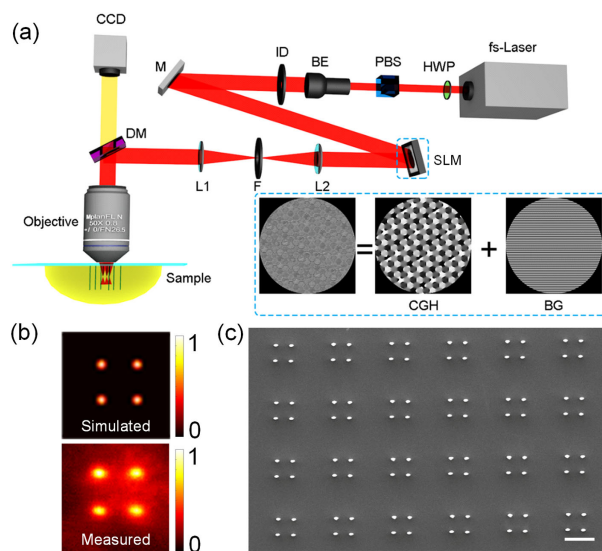 (a)
CCD
M
ID
BE
PBS
HWP
fs-Laser
DM
L1
F
L2
SLM
Objective
MplanFL N
Sample
=
+
CGH
BG
(b)
1
0
Simulated
1
0
Measured
(c)